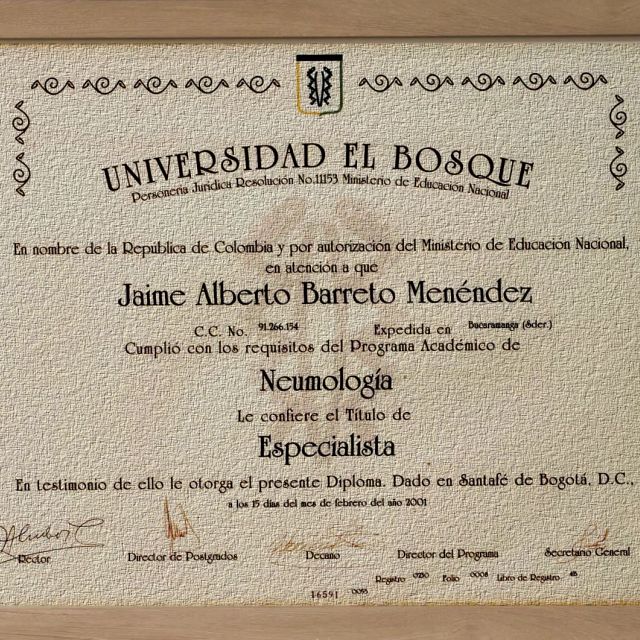 UNIVERSIDAD EL BOSQUE
Personería Jurídica Resolución No.11153 Ministerio de Educación Nacional
En nombre de la República de Colombia y por autorización del Ministerio de Educación Nacional,
en atención a que
Jaime Alberto Barreto Menéndez
C.C. No. 91.266.154 Expedida en Bucaramanga (Sder.)
Cumplió con los requisitos del Programa Académico de
Neumología
Le confiere el Título de
Especialista
En testimonio de ello le otorga el presente Diploma. Dado en Santafé de Bogotá, D.C.,
a los 15 días del mes de febrero del año 2001
Rector Director de Postgrados Decano Director del Programa Secretario General
Registro Folio Libro de Registro
16591